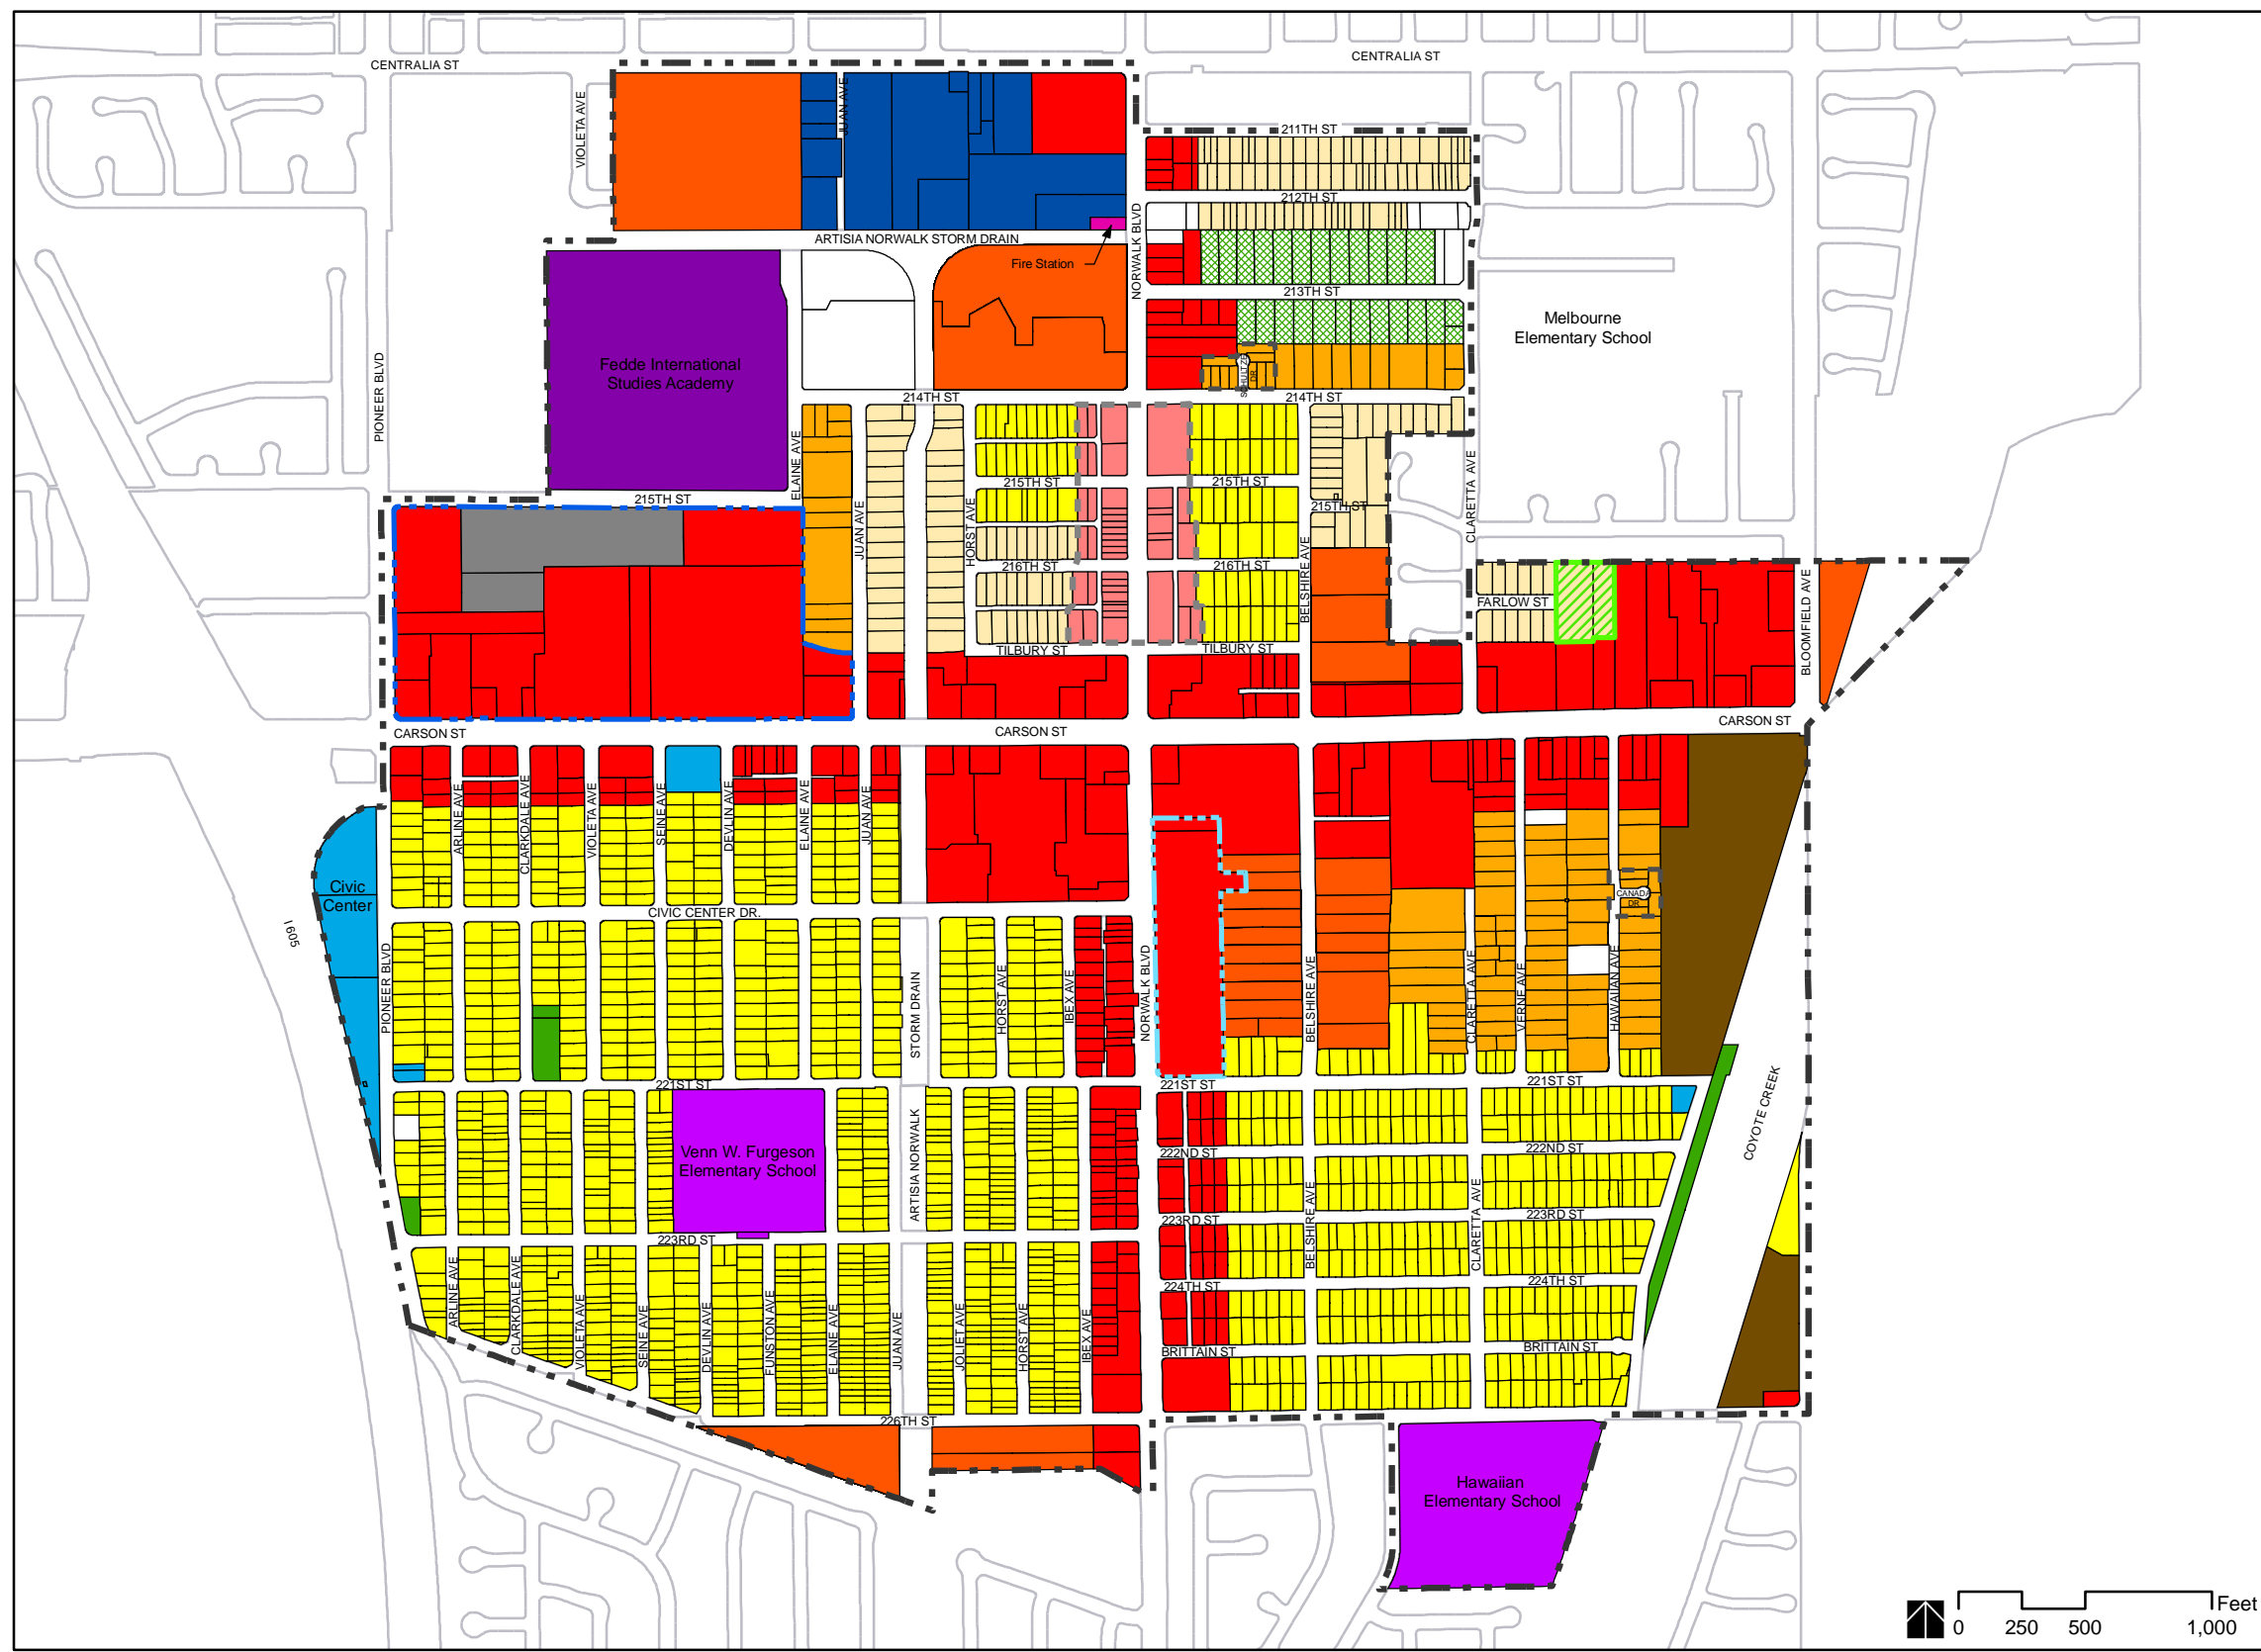 CENTRALIA ST
CENTRALIA ST
VIOLETA AVE
JUAN AVE
211TH ST
212TH ST
NORWALK BLVD
ARTISIA NORWALK STORM DRAIN
Fire Station
213TH ST
Melbourne
Elementary School
PIONEER BLVD
Fedde International
Studies Academy
SCHULTZE
DR
214TH ST
214TH ST
ELAINE AVE
215TH ST
215TH ST
215TH ST
215TH ST
JUAN AVE
HORST AVE
CLARETTA AVE
216TH ST
216TH ST
BELSHIRE AVE
FARLOW ST
BLOOMFIELD AVE
TILBURY ST
TILBURY ST
CARSON ST
CARSON ST
CARSON ST
ARLINE AVE
CLARKDALE AVE
VIOLETA AVE
SEINE AVE
DEVLIN AVE
ELAINE AVE
JUAN AVE
Civic
Center
CANADA
DR
CIVIC CENTER DR.
I 605
PIONEER BLVD
STORM DRAIN
HORST AVE
IBEX AVE
NORWALK BLVD
BELSHIRE AVE
CLARETTA AVE
VERNE AVE
HAWAIIAN AVE
221ST ST
221ST ST
221ST ST
COYOTE CREEK
Venn W. Furgeson
Elementary School
ARTISIA NORWALK
222ND ST
222ND ST
BELSHIRE AVE
CLARETTA AVE
223RD ST
223RD ST
223RD ST
224TH ST
224TH ST
ARLINE AVE
CLARKDALE AVE
VIOLETA AVE
SEINE AVE
DEVLIN AVE
FUNSTON AVE
ELAINE AVE
JUAN AVE
JOLIET AVE
HORST AVE
IBEX AVE
BRITTAIN ST
BRITTAIN ST
226TH ST
Hawaiian
Elementary School
Feet
0 250 500 1,000